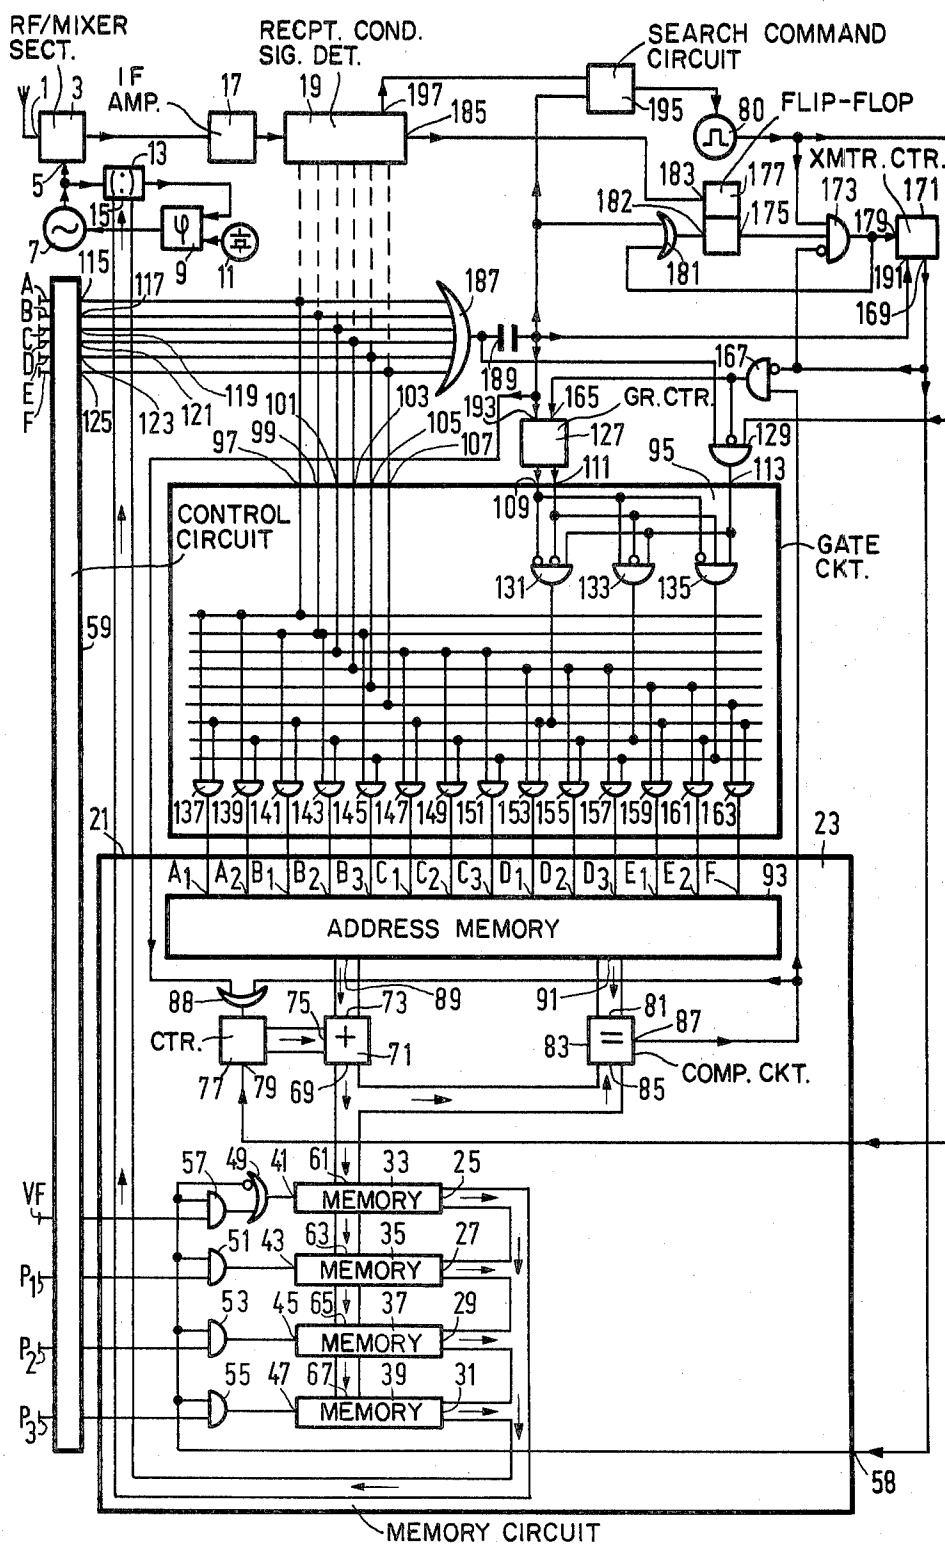 RF/MIXER
SECT.
RECPT. COND.
SIG. DET.
SEARCH COMMAND
CIRCUIT
IF
AMP.
1
3
17
19
197
185
195
80
FLIP-FLOP
XMTR. CTR.
5
13
15
7
φ
9
11
183
177
182
175
181
173
179
171
191
169
A
B
C
D
E
F
115
117
119
121
123
125
187
189
167
193
165
GR. CTR.
127
129
101
103
99
105
97
107
109
111
95
113
CONTROL
CIRCUIT
GATE
CKT.
131
133
135
59
137
139
141
143
145
147
149
151
153
155
157
159
161
163
21
23
A1
A2
B1
B2
B3
C1
C2
C3
D1
D2
D3
E1
E2
F
93
ADDRESS MEMORY
88
89
91
75
73
81
87
CTR.
+
83
=
77
79
69
71
85
COMP. CKT.
57
49
41
61
33
25
MEMORY
VF
51
43
63
35
27
MEMORY
P1
53
45
65
37
29
MEMORY
P2
55
47
67
39
31
MEMORY
P3
58
MEMORY CIRCUIT